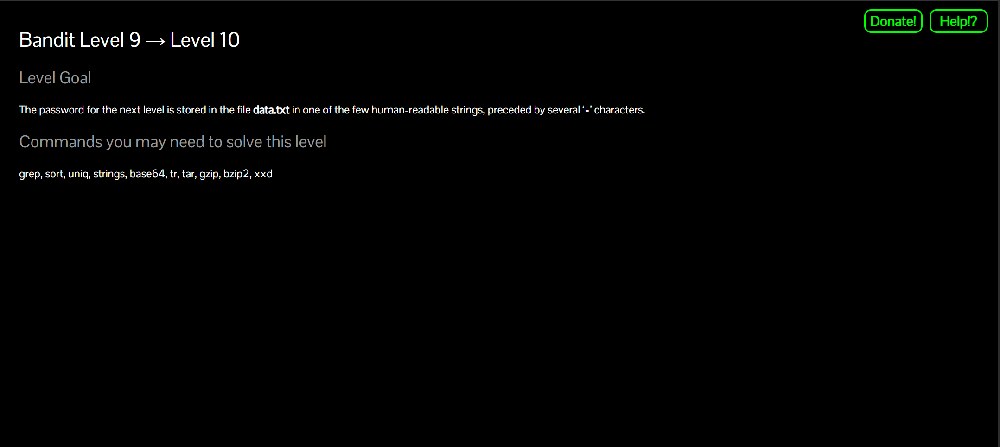 Donate! Help!?
Bandit Level 9 → Level 10
Level Goal
The password for the next level is stored in the file data.txt in one of the few human-readable strings, preceded by several ‘=’ characters.
Commands you may need to solve this level
grep, sort, uniq, strings, base64, tr, tar, gzip, bzip2, xxd